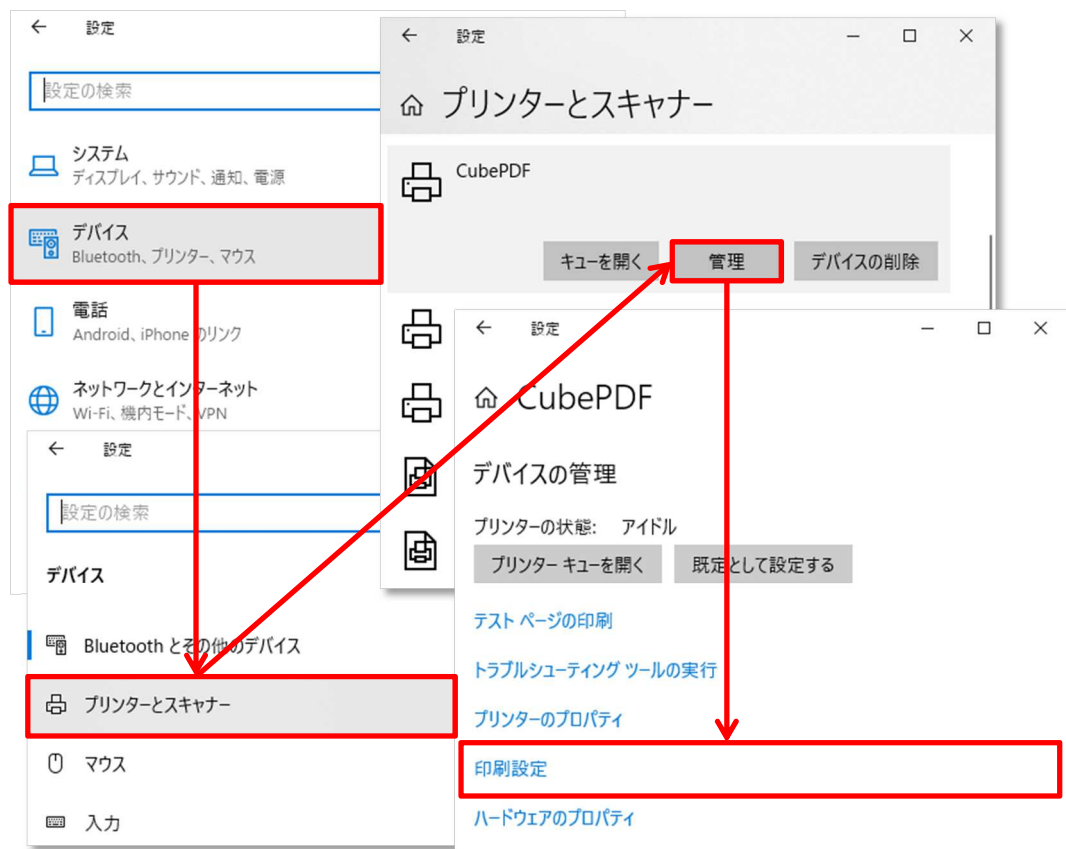 設定
設定の検索
システム
ディスプレイ、サウンド、通知、電源
デバイス
Bluetooth、プリンター、マウス
電話
Android、iPhone のリンク
ネットワークとインターネット
Wi-Fi、機内モード、VPN
設定
設定の検索
デバイス
Bluetooth とその他のデバイス
プリンターとスキャナー
マウス
入力
設定
プリンターとスキャナー
CubePDF
キューを開く 管理 デバイスの削除
設定
CubePDF
デバイスの管理
プリンターの状態: アイドル
プリンター キューを開く 既定として設定する
テスト ページの印刷
トラブルシューティング ツールの実行
プリンターのプロパティ
印刷設定
ハードウェアのプロパティ